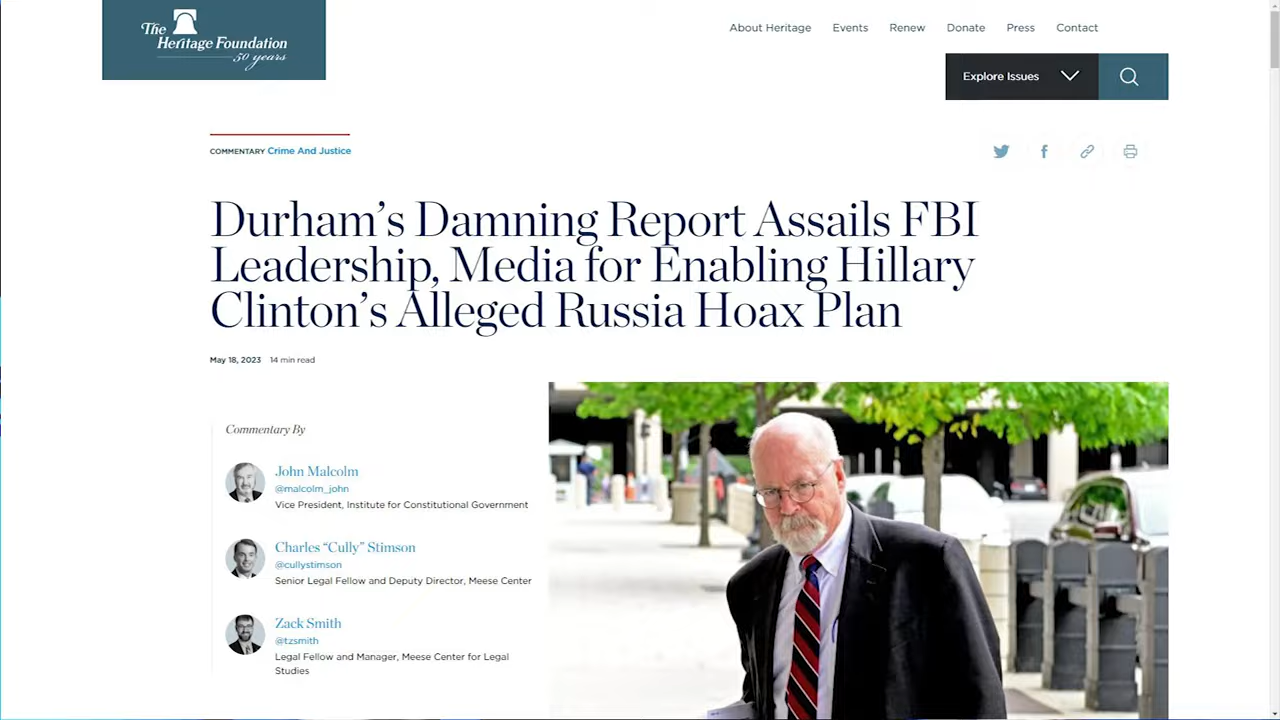 The
Heritage Foundation
50 years
About Heritage Events Renew Donate Press Contact
Explore Issues
COMMENTARY Crime And Justice
Durham’s Damning Report Assails FBI
Leadership, Media for Enabling Hillary
Clinton’s Alleged Russia Hoax Plan
May 18, 2023 14 min read
Commentary By
John Malcolm
@malcolm_john
Vice President, Institute for Constitutional Government
Charles “Cully” Stimson
@cullystimson
Senior Legal Fellow and Deputy Director, Meese Center
Zack Smith
@tzsmith
Legal Fellow and Manager, Meese Center for Legal
Studies